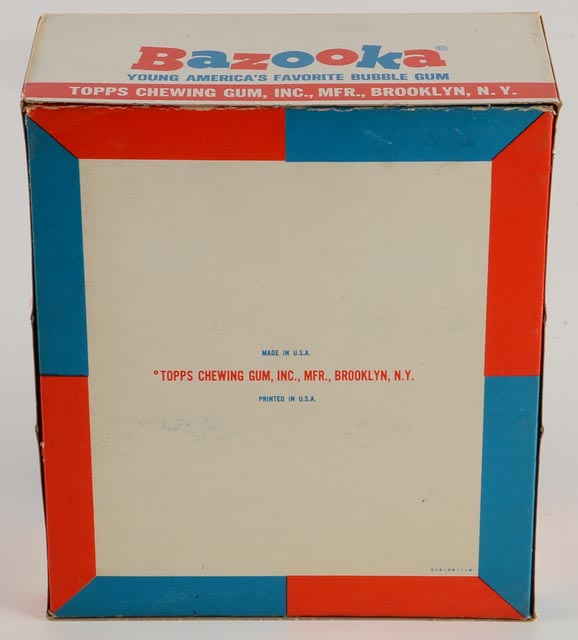 Bazooka®
YOUNG AMERICA'S FAVORITE BUBBLE GUM
TOPPS CHEWING GUM, INC., MFR., BROOKLYN, N.Y.
MADE IN U.S.A.
©TOPPS CHEWING GUM, INC., MFR., BROOKLYN, N.Y.
PRINTED IN U.S.A.